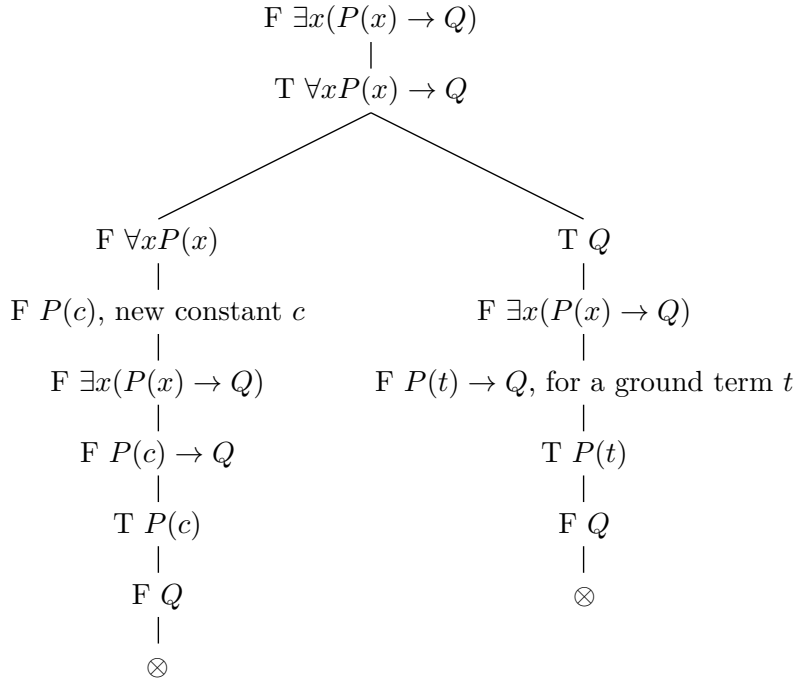 F ∃x(P(x) → Q)
T ∀xP(x) → Q
F ∀xP(x)
T Q
F P(c), new constant c
F ∃x(P(x) → Q)
F ∃x(P(x) → Q)
F P(t) → Q, for a ground term t
F P(c) → Q
T P(t)
T P(c)
F Q
F Q
⊗
⊗